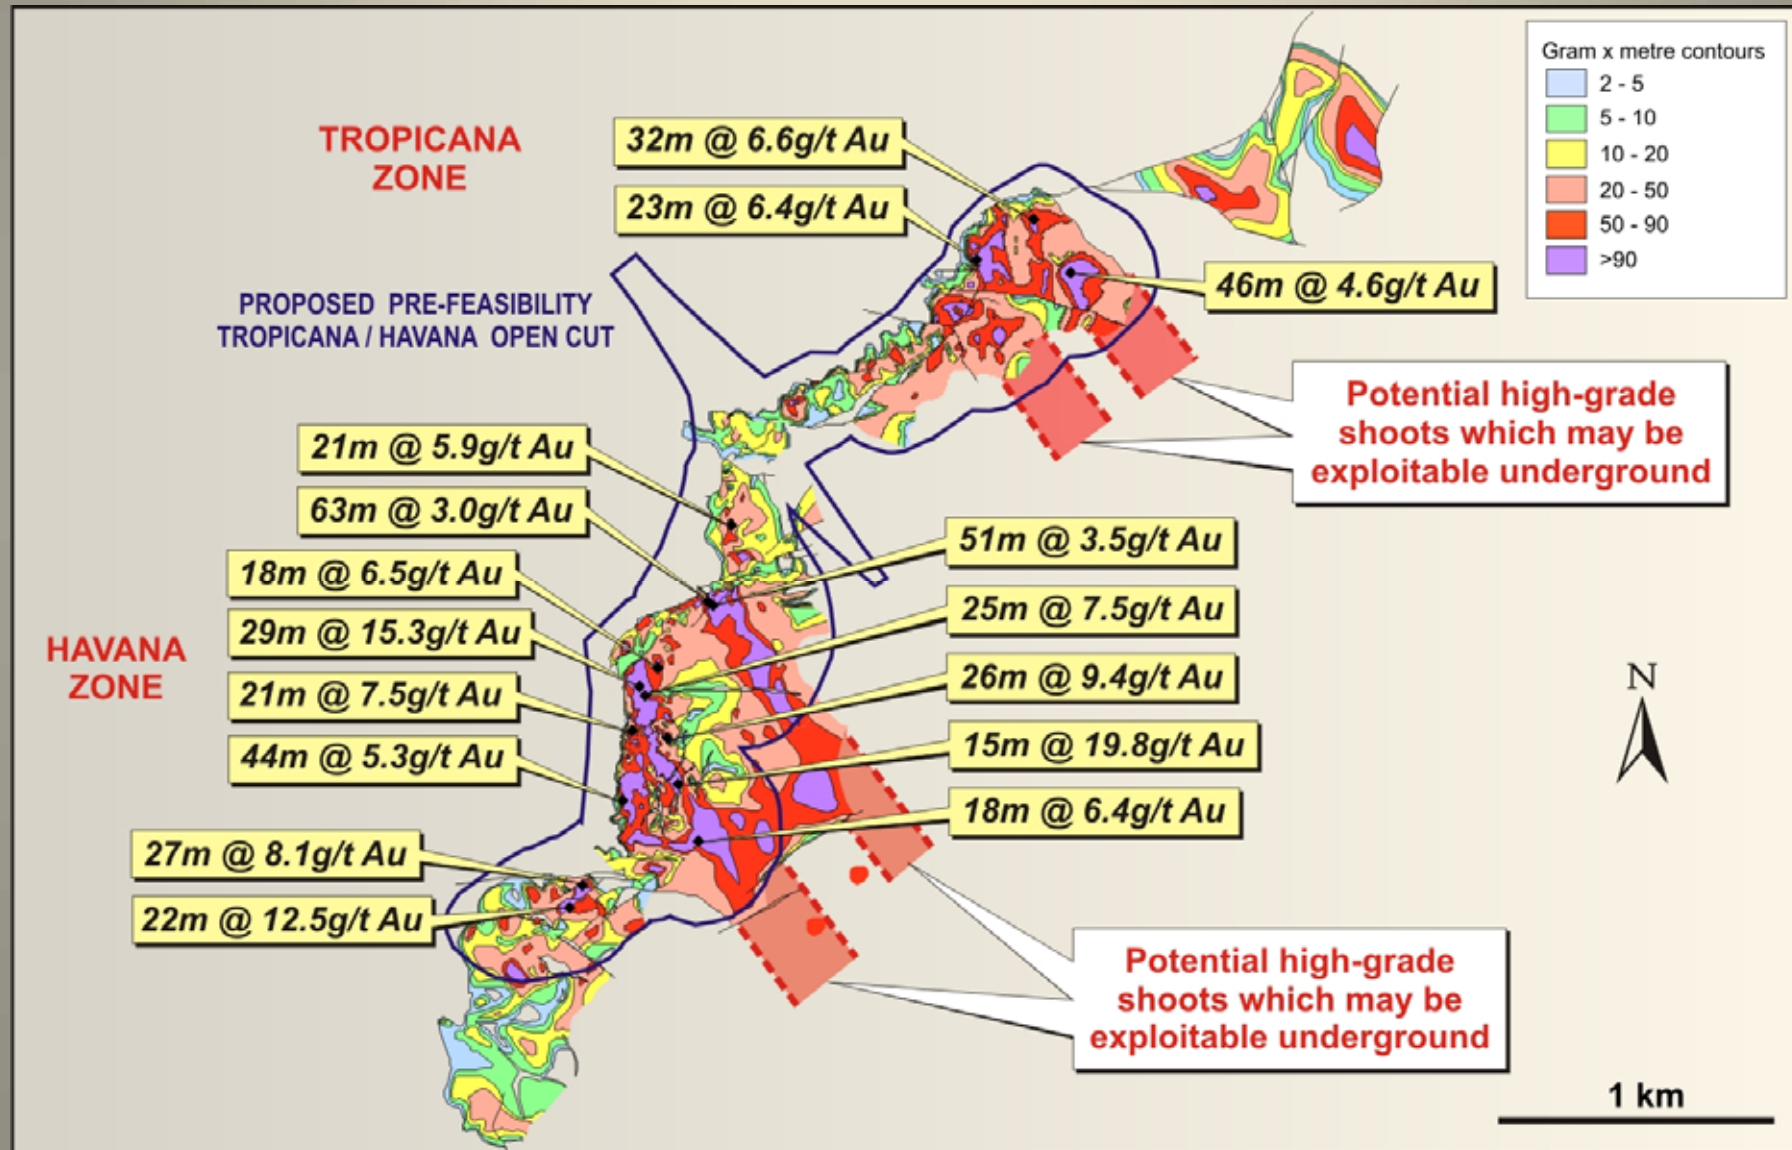 Gram x metre contours
2 - 5
5 - 10
10 - 20
20 - 50
50 - 90
>90
TROPICANA
ZONE
32m @ 6.6g/t Au
23m @ 6.4g/t Au
46m @ 4.6g/t Au
PROPOSED PRE-FEASIBILITY
TROPICANA / HAVANA OPEN CUT
Potential high-grade
shoots which may be
exploitable underground
21m @ 5.9g/t Au
63m @ 3.0g/t Au
18m @ 6.5g/t Au
29m @ 15.3g/t Au
21m @ 7.5g/t Au
44m @ 5.3g/t Au
HAVANA
ZONE
51m @ 3.5g/t Au
25m @ 7.5g/t Au
26m @ 9.4g/t Au
15m @ 19.8g/t Au
18m @ 6.4g/t Au
N
27m @ 8.1g/t Au
22m @ 12.5g/t Au
Potential high-grade
shoots which may be
exploitable underground
1 km